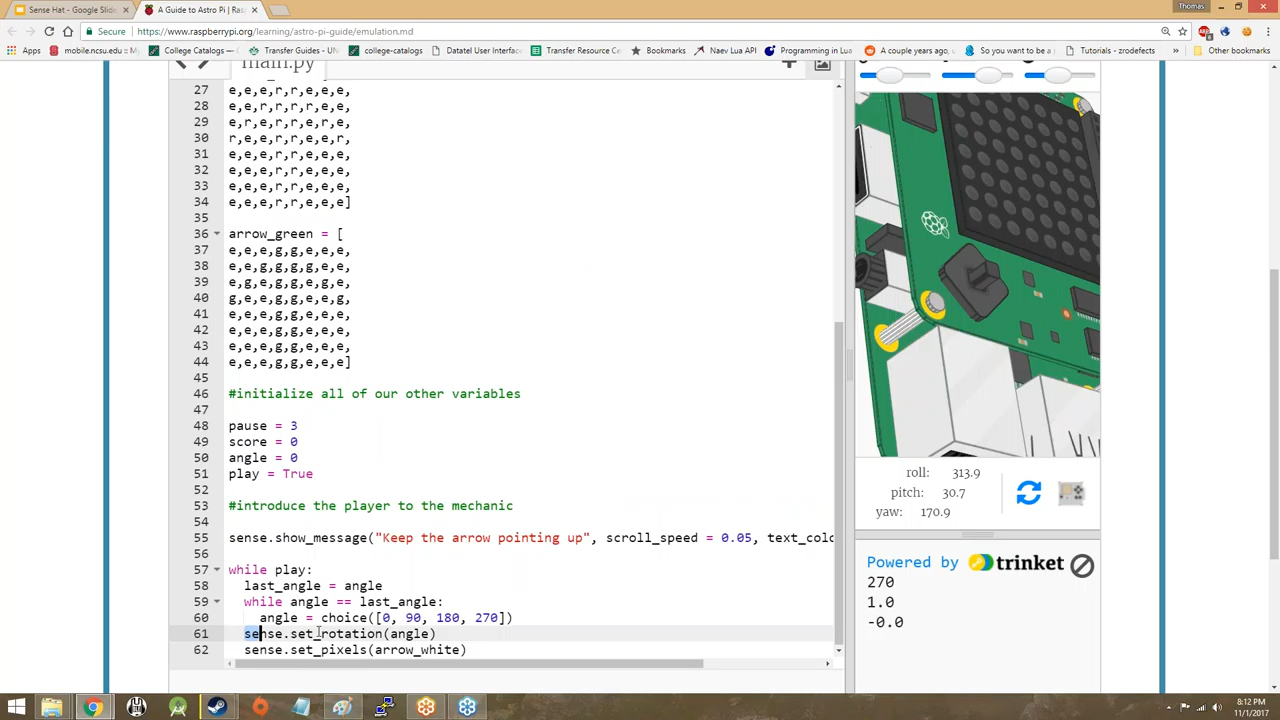 Sense Hat - Google Slide
A Guide to Astro Pi | Ras
Thomas
Secure
https://www.raspberrypi.org/learning/astro-pi-guide/emulation.md
Apps
mobile.ncsu.edu
College Catalogs
Transfer Guides - UN
college-catalogs
Datatel User Interface
Transfer Resource Ce
Bookmarks
Naev Lua API
Programming in Lua
A couple years ago, u
So you want to be a
Tutorials - zrodefects
»
Other bookmarks
main.py
27 e,e,e,r,r,e,e,e,
28 e,e,r,r,r,r,e,e,
29 e,r,e,r,r,e,r,e,
30 r,e,e,r,r,e,e,r,
31 e,e,e,r,r,e,e,e,
32 e,e,e,r,r,e,e,e,
33 e,e,e,r,r,e,e,e,
34 e,e,e,r,r,e,e,e]
35
36 arrow_green = [
37 e,e,e,g,g,e,e,e,
38 e,e,g,g,g,g,e,e,
39 e,g,e,g,g,e,g,e,
40 g,e,e,g,g,e,e,g,
41 e,e,e,g,g,e,e,e,
42 e,e,e,g,g,e,e,e,
43 e,e,e,g,g,e,e,e,
44 e,e,e,g,g,e,e,e]
45
46 #initialize all of our other variables
47
48 pause = 3
49 score = 0
50 angle = 0
51 play = True
52
53 #introduce the player to the mechanic
54
55 sense.show_message("Keep the arrow pointing up", scroll_speed = 0.05, text_colo
56
57 while play:
58 last_angle = angle
59 while angle == last_angle:
60 angle = choice([0, 90, 180, 270])
61 sense.set_rotation(angle)
62 sense.set_pixels(arrow_white)
roll: 313.9
pitch: 30.7
yaw: 170.9
Powered by trinket
270
1.0
-0.0
8:12 PM
11/1/2017